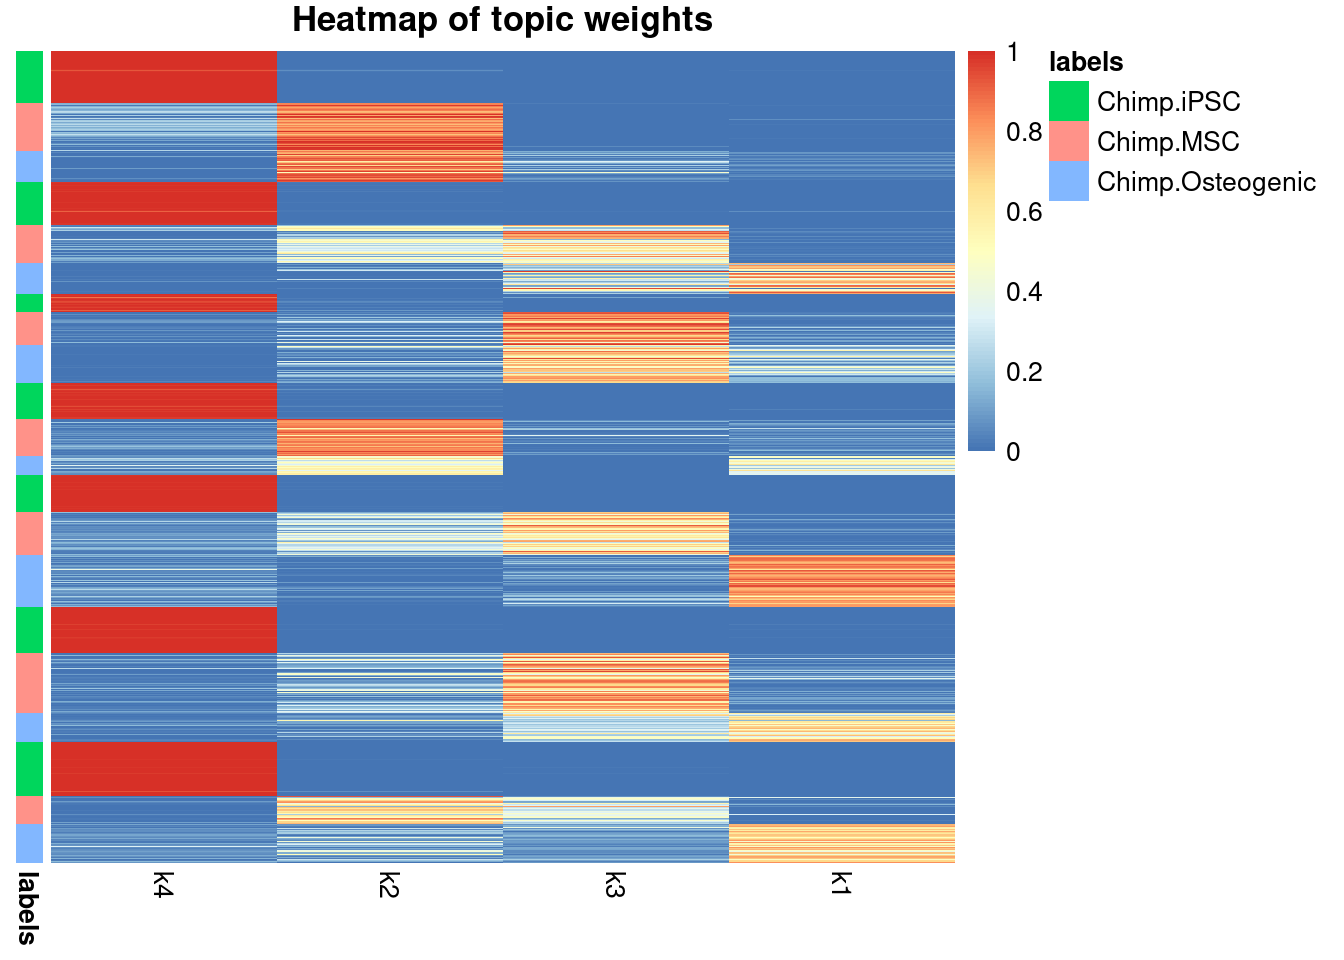 Heatmap of topic weights
1
0.8
0.6
0.4
0.2
0
labels
Chimp.iPSC
Chimp.MSC
Chimp.Osteogenic
labels
k4
k2
k3
k1